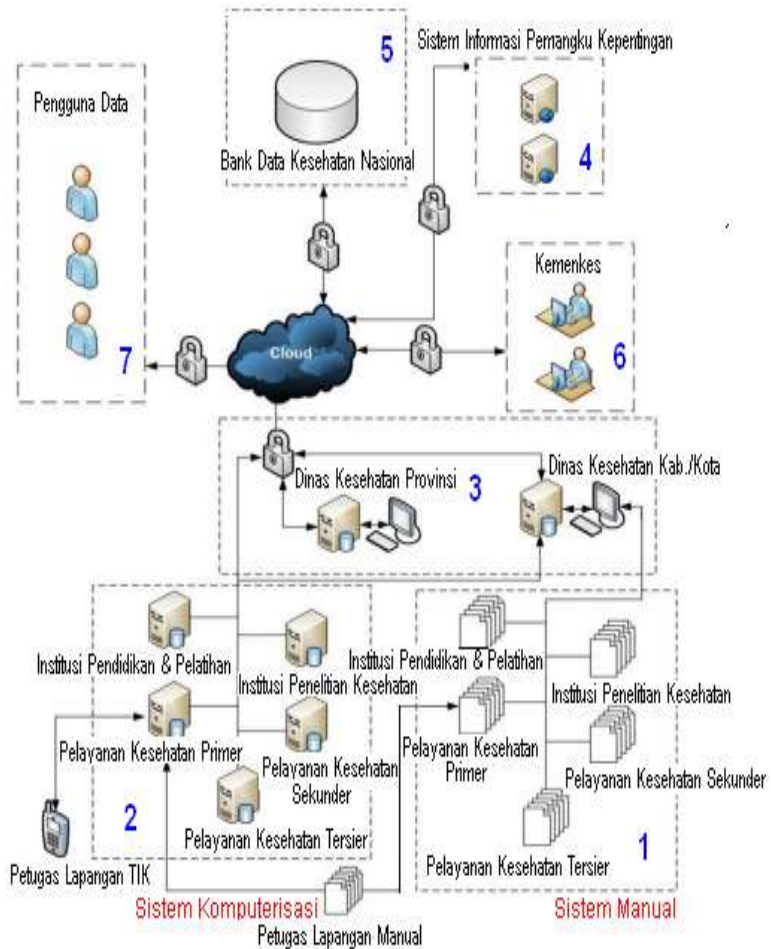 5
Sistem Informasi Pemangku Kepentingan
Pengguna Data
Bank Data Kesehatan Nasional
4
Kemenkes
Cloud
7
6
Dinas Kesehatan Provinsi
3
Dinas Kesehatan Kab./Kota
Institusi Pendidikan & Pelatihan
Institusi Penelitian Kesehatan
Pelayanan Kesehatan Primer
Pelayanan Kesehatan
Sekunder
2
Pelayanan Kesehatan Tersier
Petugas Lapangan TIK
Institusi Pendidikan & Pelatihan
Institusi Penelitian Kesehatan
Pelayanan Kesehatan
Primer
Pelayanan Kesehatan Sekunder
Pelayanan Kesehatan Tersier
1
Sistem Komputerisasi
Sistem Manual
Petugas Lapangan Manual